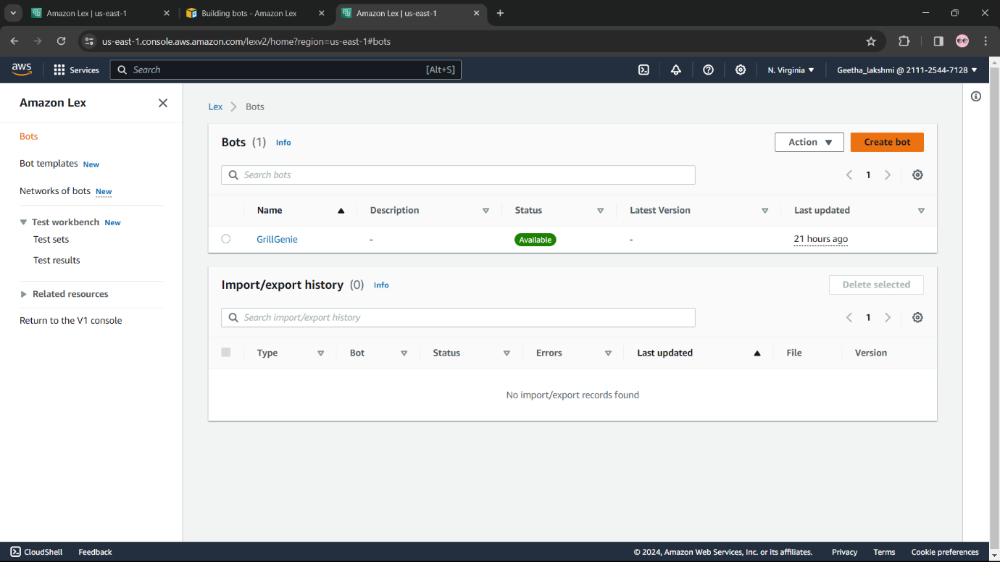 Amazon Lex | us-east-1
Building bots - Amazon Lex
Amazon Lex | us-east-1
us-east-1.console.aws.amazon.com/lexv2/home?region=us-east-1#bots
aws Services Search [Alt+S] N. Virginia Geetha_lakshmi @ 2111-2544-7128
Amazon Lex
Bots
Bot templates New
Networks of bots New
Test workbench New
Test sets
Test results
Related resources
Return to the V1 console
Lex > Bots
Bots (1) Info
Action Create bot
Search bots
1
Name Description Status Latest Version Last updated
GrillGenie - Available - 21 hours ago
Import/export history (0) Info
Delete selected
Search import/export history
1
Type Bot Status Errors Last updated File Version
No import/export records found
CloudShell Feedback © 2024, Amazon Web Services, Inc. or its affiliates. Privacy Terms Cookie preferences